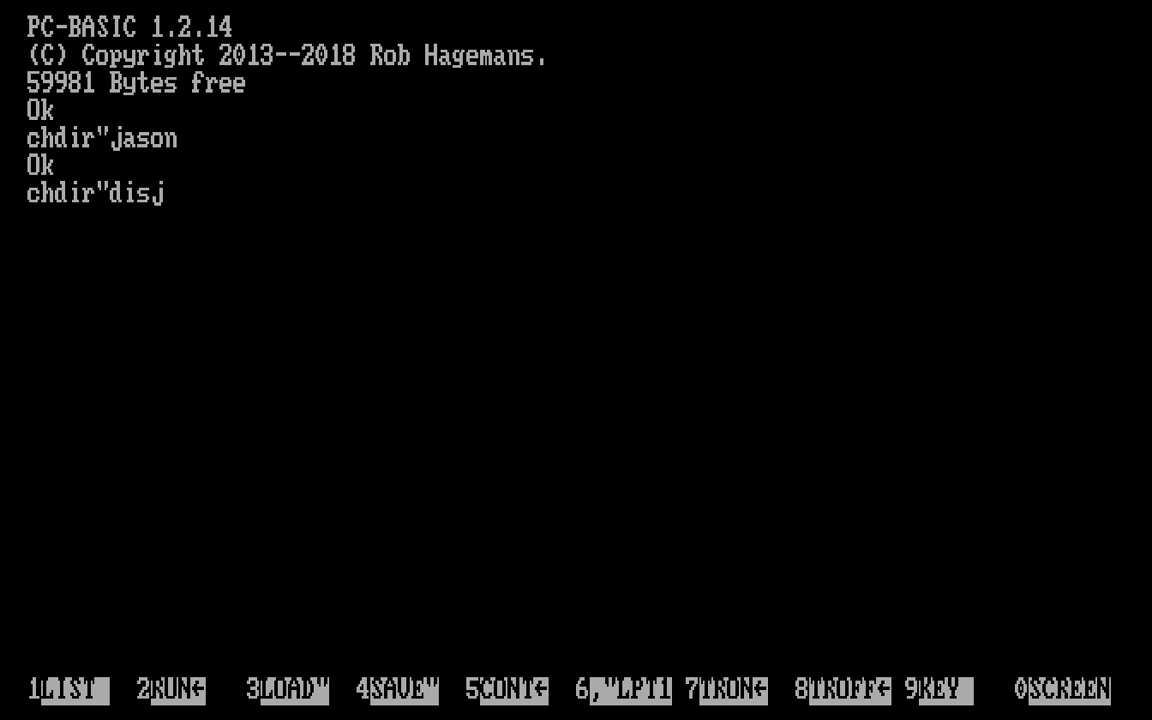 PC-BASIC 1.2.14
(C) Copyright 2013--2018 Rob Hagemans.
59981 Bytes free
Ok
chdir"jason
Ok
chdir"disj
1LIST 2RUN← 3LOAD" 4SAVE" 5CONT← 6,"LPT1 7TRON← 8TROFF← 9KEY 0SCREEN